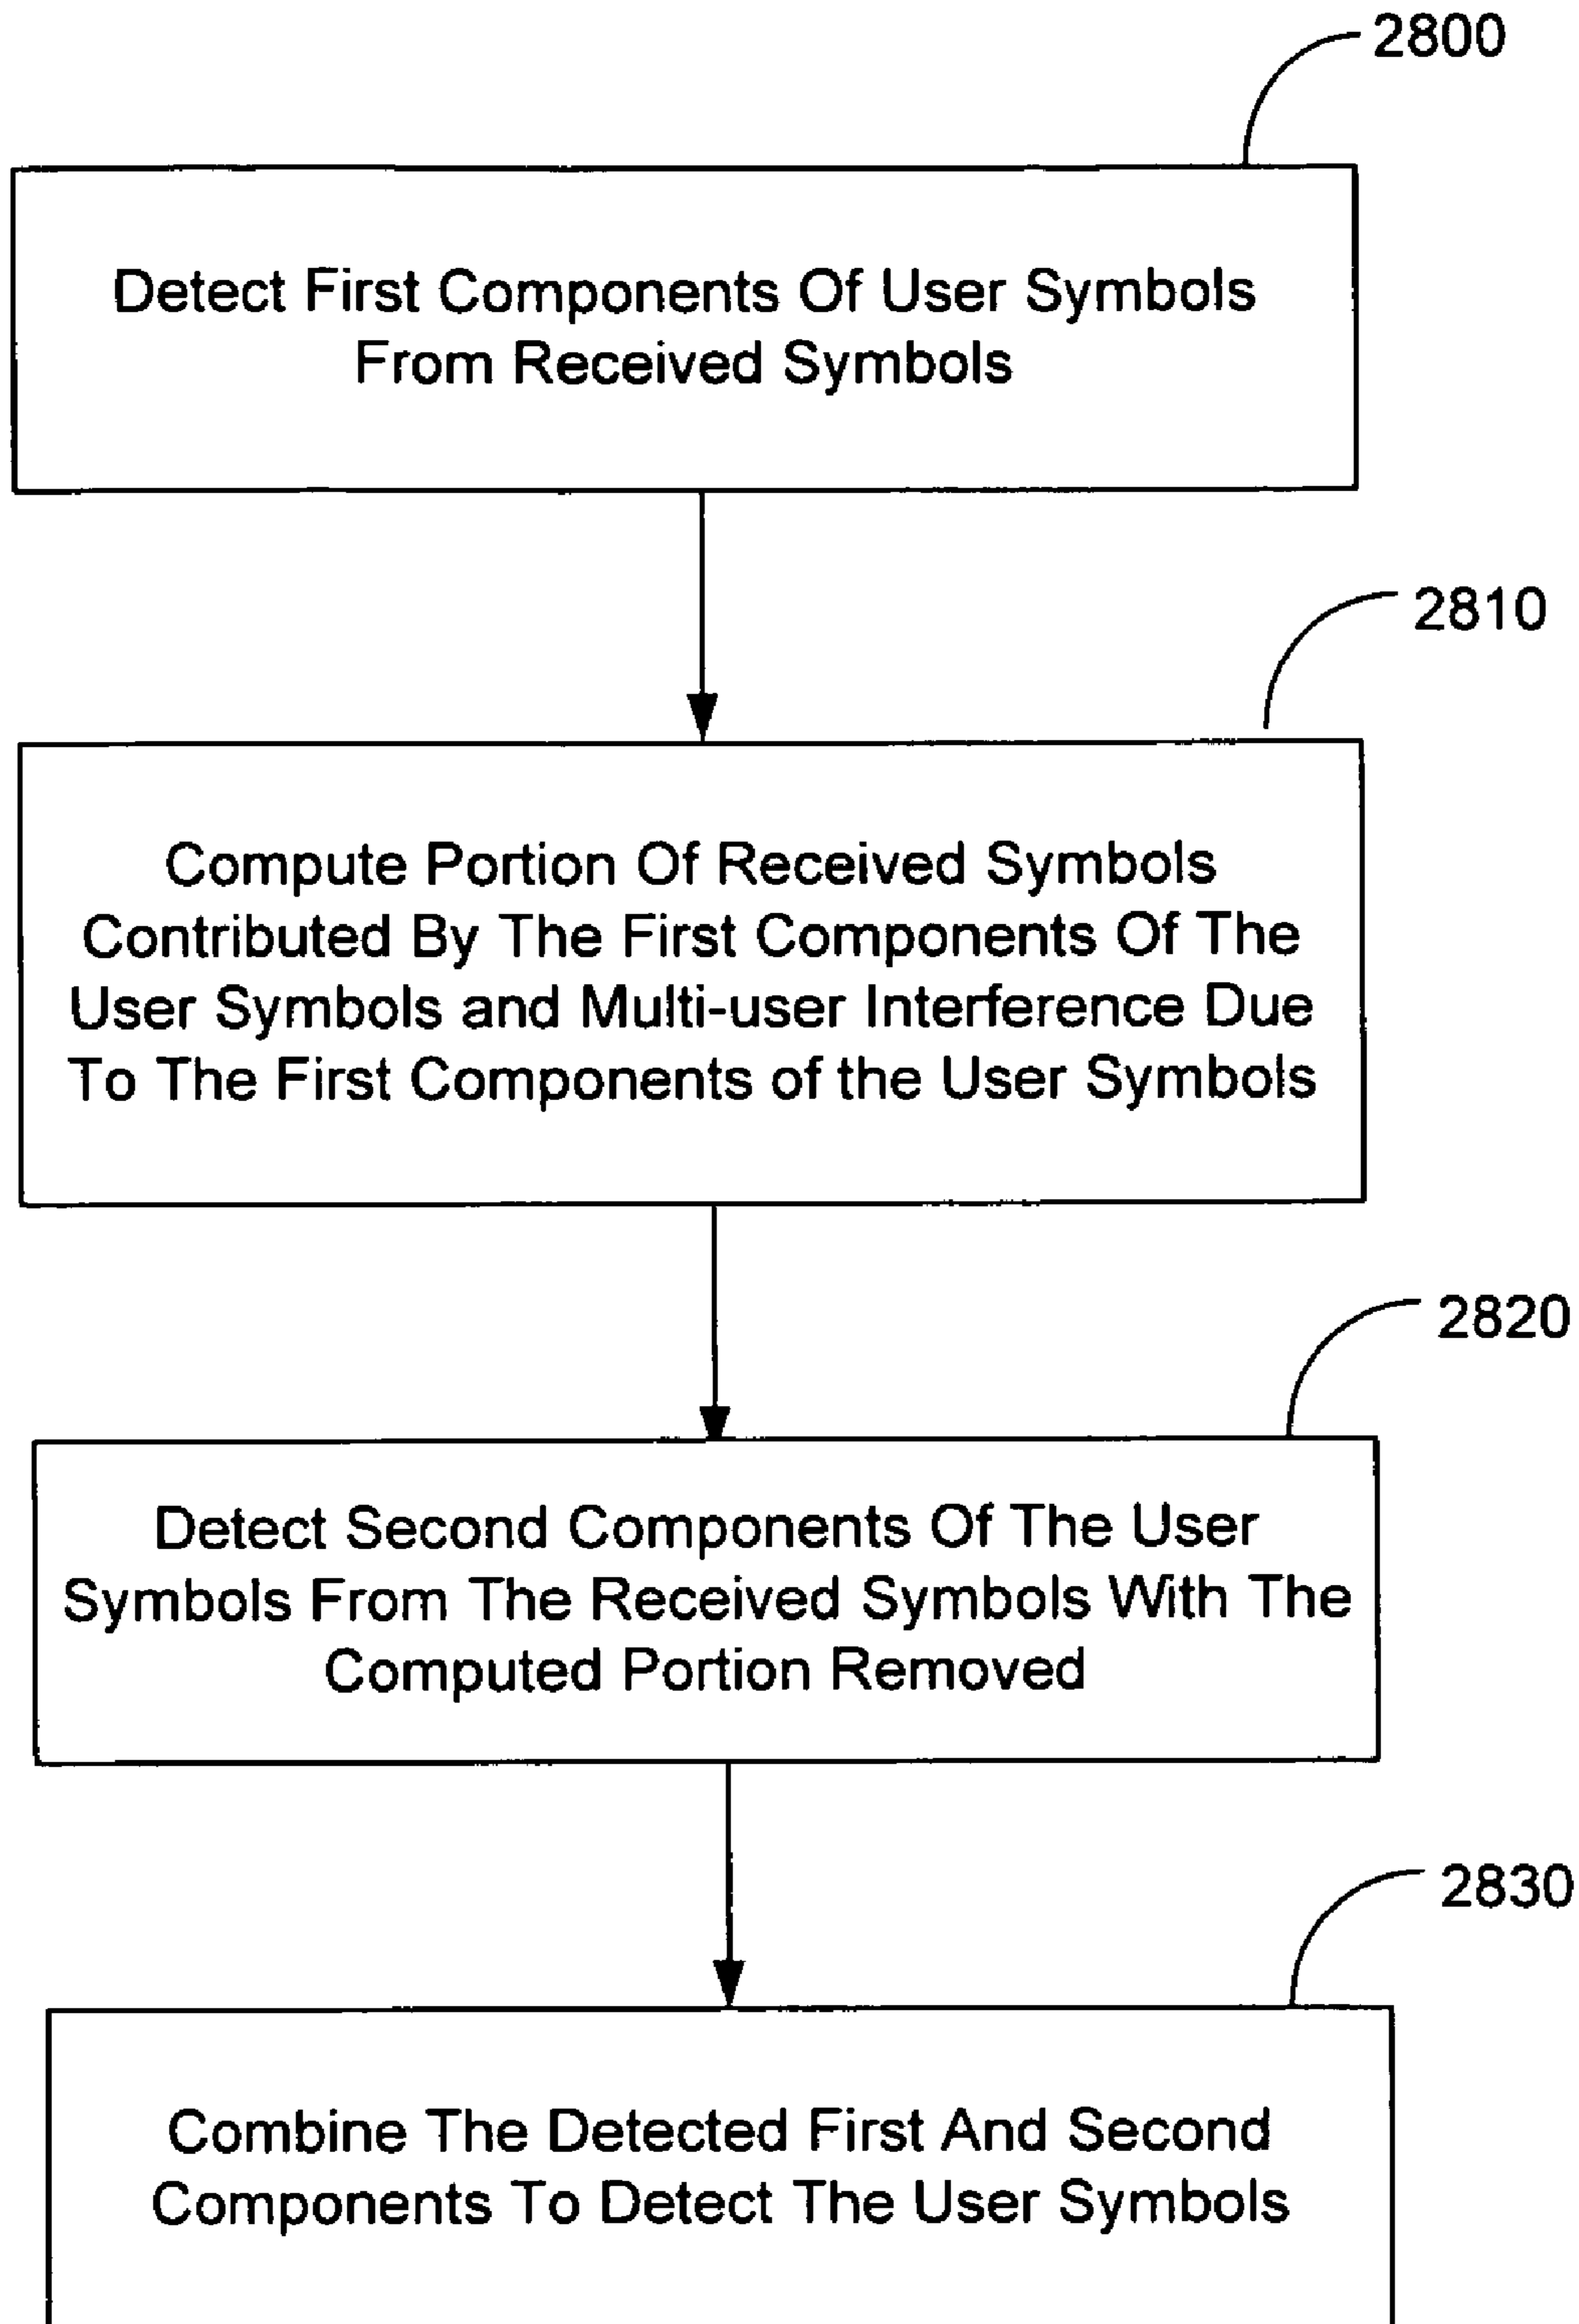 2800
Detect First Components Of User Symbols
From Received Symbols
2810
Compute Portion Of Received Symbols
Contributed By The First Components Of The
User Symbols and Multi-user Interference Due
To The First Components of the User Symbols
2820
Detect Second Components Of The User
Symbols From The Received Symbols With The
Computed Portion Removed
2830
Combine The Detected First And Second
Components To Detect The User Symbols